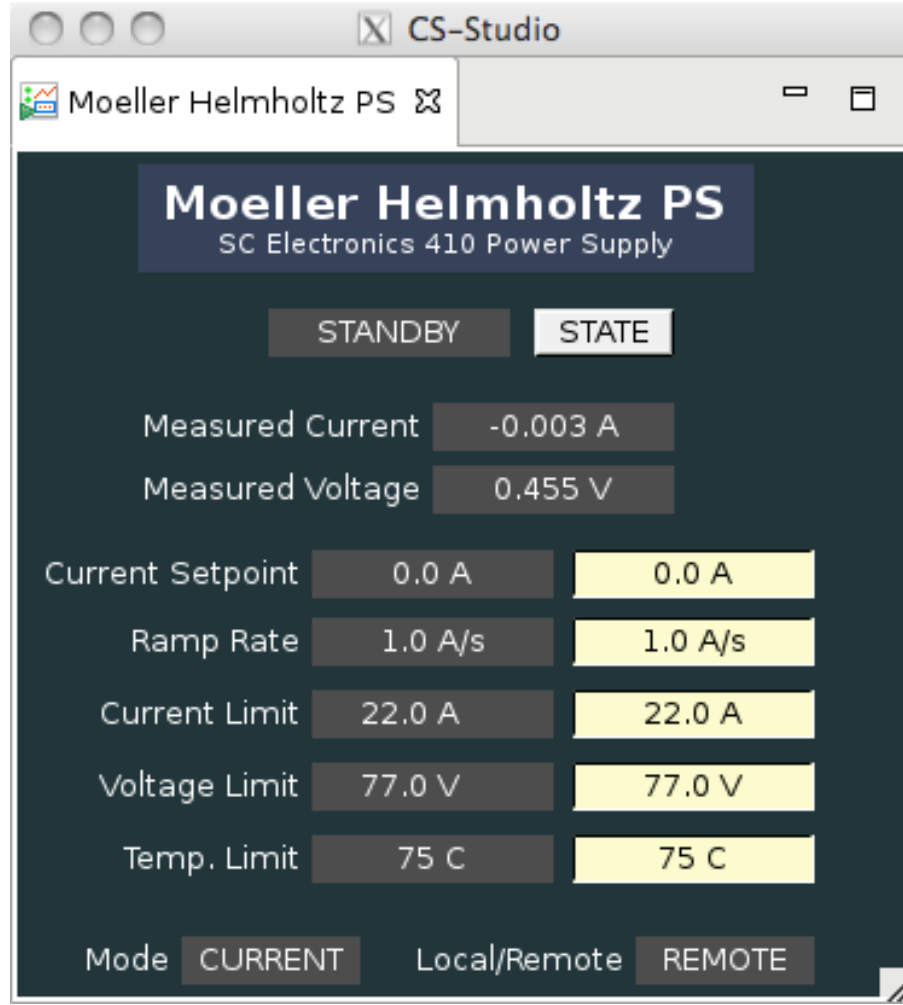 CS-Studio
Moeller Helmholtz PS
Moeller Helmholtz PS
SC Electronics 410 Power Supply
STANDBY STATE
Measured Current -0.003 A
Measured Voltage 0.455 V
Current Setpoint 0.0 A 0.0 A
Ramp Rate 1.0 A/s 1.0 A/s
Current Limit 22.0 A 22.0 A
Voltage Limit 77.0 V 77.0 V
Temp. Limit 75 C 75 C
Mode CURRENT Local/Remote REMOTE